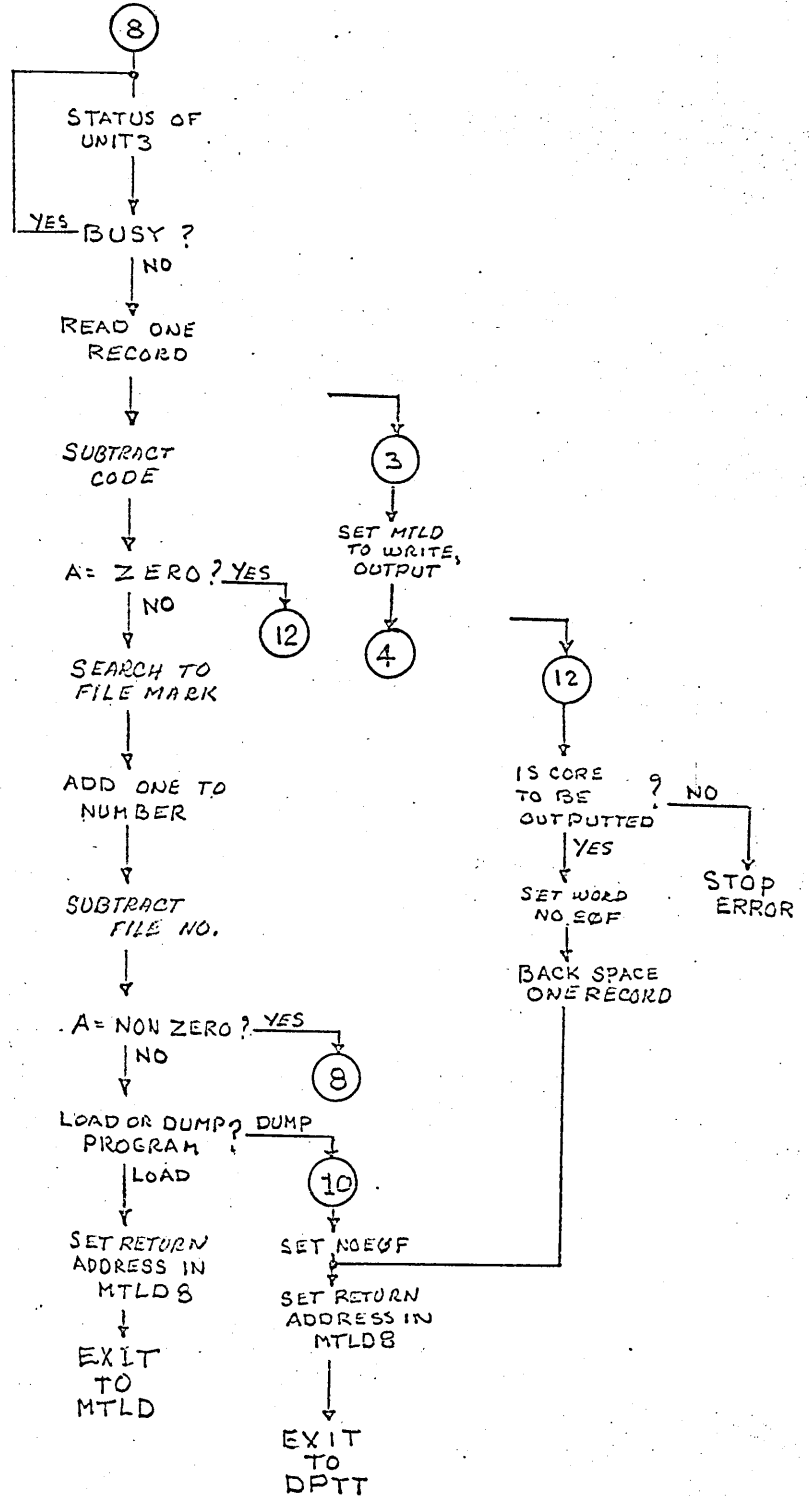 8
STATUS OF
UNIT 3
YES BUSY ?
NO
READ ONE
RECORD
SUBTRACT
CODE
A = ZERO ? YES
NO
12
SEARCH TO
FILE MARK
ADD ONE TO
NUMBER
SUBTRACT
FILE NO.
A = NON ZERO ? YES
NO
8
LOAD OR DUMP ? DUMP
PROGRAM
LOAD
SET RETURN
ADDRESS IN
MTLD8
EXIT
TO
MTLD
10
SET NOEØF
SET RETURN
ADDRESS IN
MTLD8
EXIT
TO
DPTT
3
SET MTLD
TO WRITE,
OUTPUT
4
12
IS CORE
TO BE ? NO
OUTPUTTED
YES
STOP
ERROR
SET WORD
NO EØF
BACK SPACE
ONE RECORD